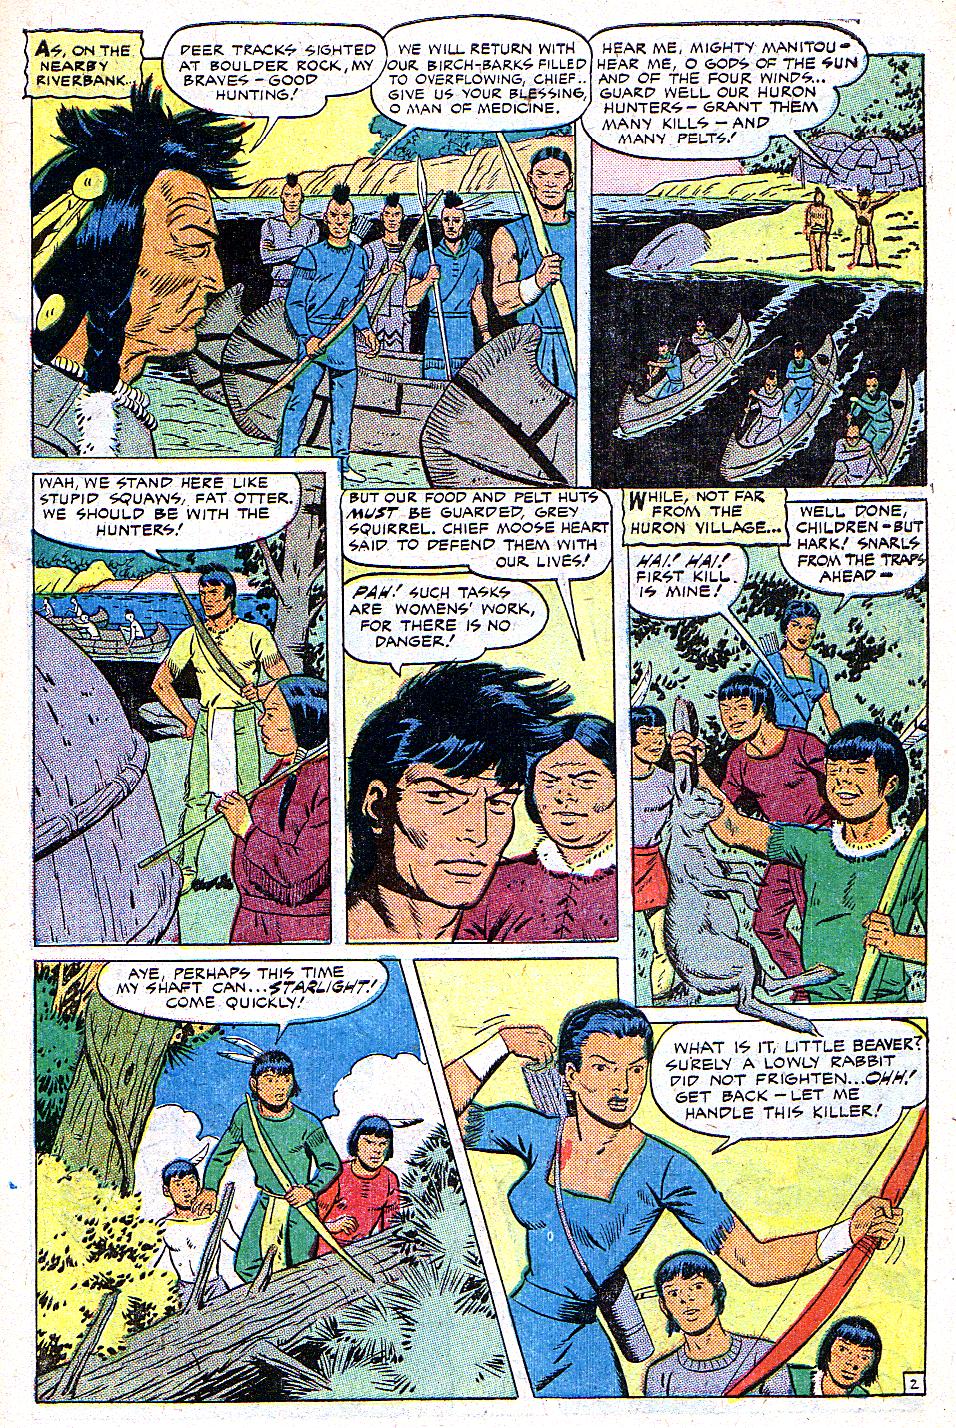 AS, ON THE
NEARBY
RIVERBANK...
DEER TRACKS SIGHTED
AT BOULDER ROCK, MY
BRAVES - GOOD
HUNTING!
WE WILL RETURN WITH
OUR BIRCH-BARKS FILLED
TO OVERFLOWING, CHIEF..
GIVE US YOUR BLESSING,
O MAN OF MEDICINE.
HEAR ME, MIGHTY MANITOU -
HEAR ME, O GODS OF THE SUN
AND OF THE FOUR WINDS...
GUARD WELL OUR HURON
HUNTERS - GRANT THEM
MANY KILLS - AND
MANY PELTS!
WAH, WE STAND HERE LIKE
STUPID SQUAWS, FAT OTTER.
WE SHOULD BE WITH THE
HUNTERS!
BUT OUR FOOD AND PELT HUTS
MUST BE GUARDED, GREY
SQUIRREL. CHIEF MOOSE HEART
SAID TO DEFEND THEM WITH
OUR LIVES!
PAH! SUCH TASKS
ARE WOMENS' WORK,
FOR THERE IS NO
DANGER!
WHILE, NOT FAR
FROM THE
HURON VILLAGE...
HAI! HAI!
FIRST KILL
IS MINE!
WELL DONE,
CHILDREN - BUT
HARK! SNARLS
FROM THE TRAPS
AHEAD -
AYE, PERHAPS THIS TIME
MY SHAFT CAN... STARLIGHT!
COME QUICKLY!
WHAT IS IT, LITTLE BEAVER?
SURELY A LOWLY RABBIT
DID NOT FRIGHTEN... OHH!
GET BACK - LET ME
HANDLE THIS KILLER!
2